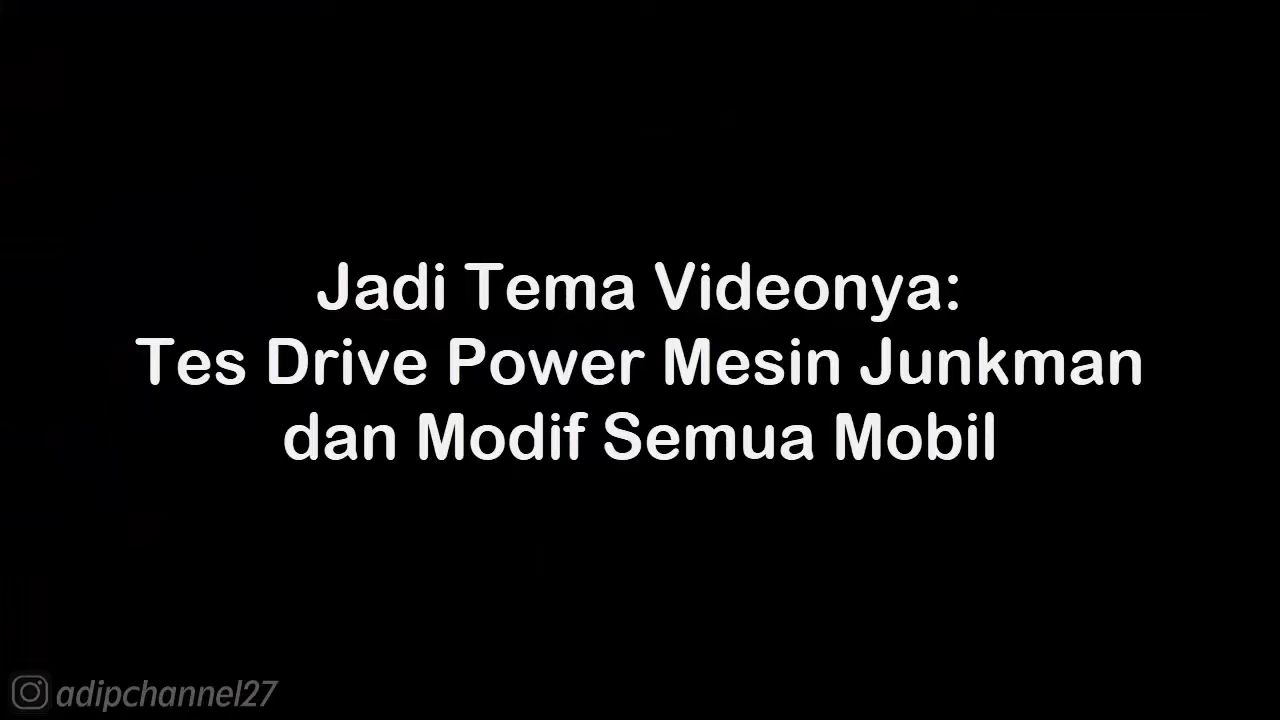 Jadi Tema Videonya:
Tes Drive Power Mesin Junkman
dan Modif Semua Mobil
adipchannel27